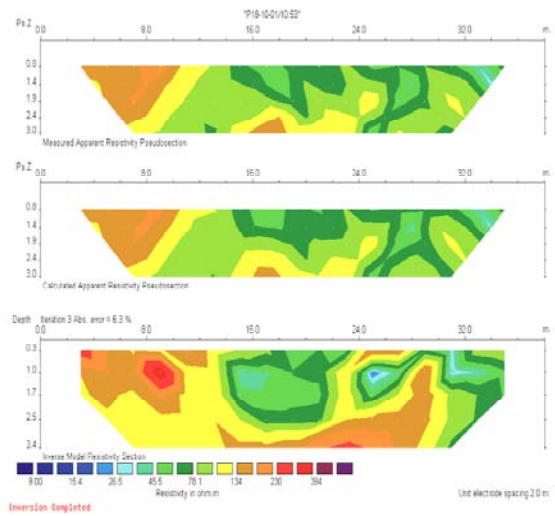 "P18-10-01/10:53"
Ps.Z 0.0 8.0 16.0 24.0 32.0 m.
0.8
1.4
1.9
2.4
3.0
Measured Apparent Resistivity Pseudosection
Ps.Z 0.0 8.0 16.0 24.0 32.0 m.
0.8
1.4
1.9
2.4
3.0
Calculated Apparent Resistivity Pseudosection
Depth Iteration 3 Abs. error = 6.3 %
0.0 8.0 16.0 24.0 32.0 m.
0.3
1.0
1.7
2.5
3.4
Inverse Model Resistivity Section
9.00 15.4 26.5 45.5 78.1 134 230 394
Resistivity in ohm.m
Unit electrode spacing 2.0 m.
Inversion Completed